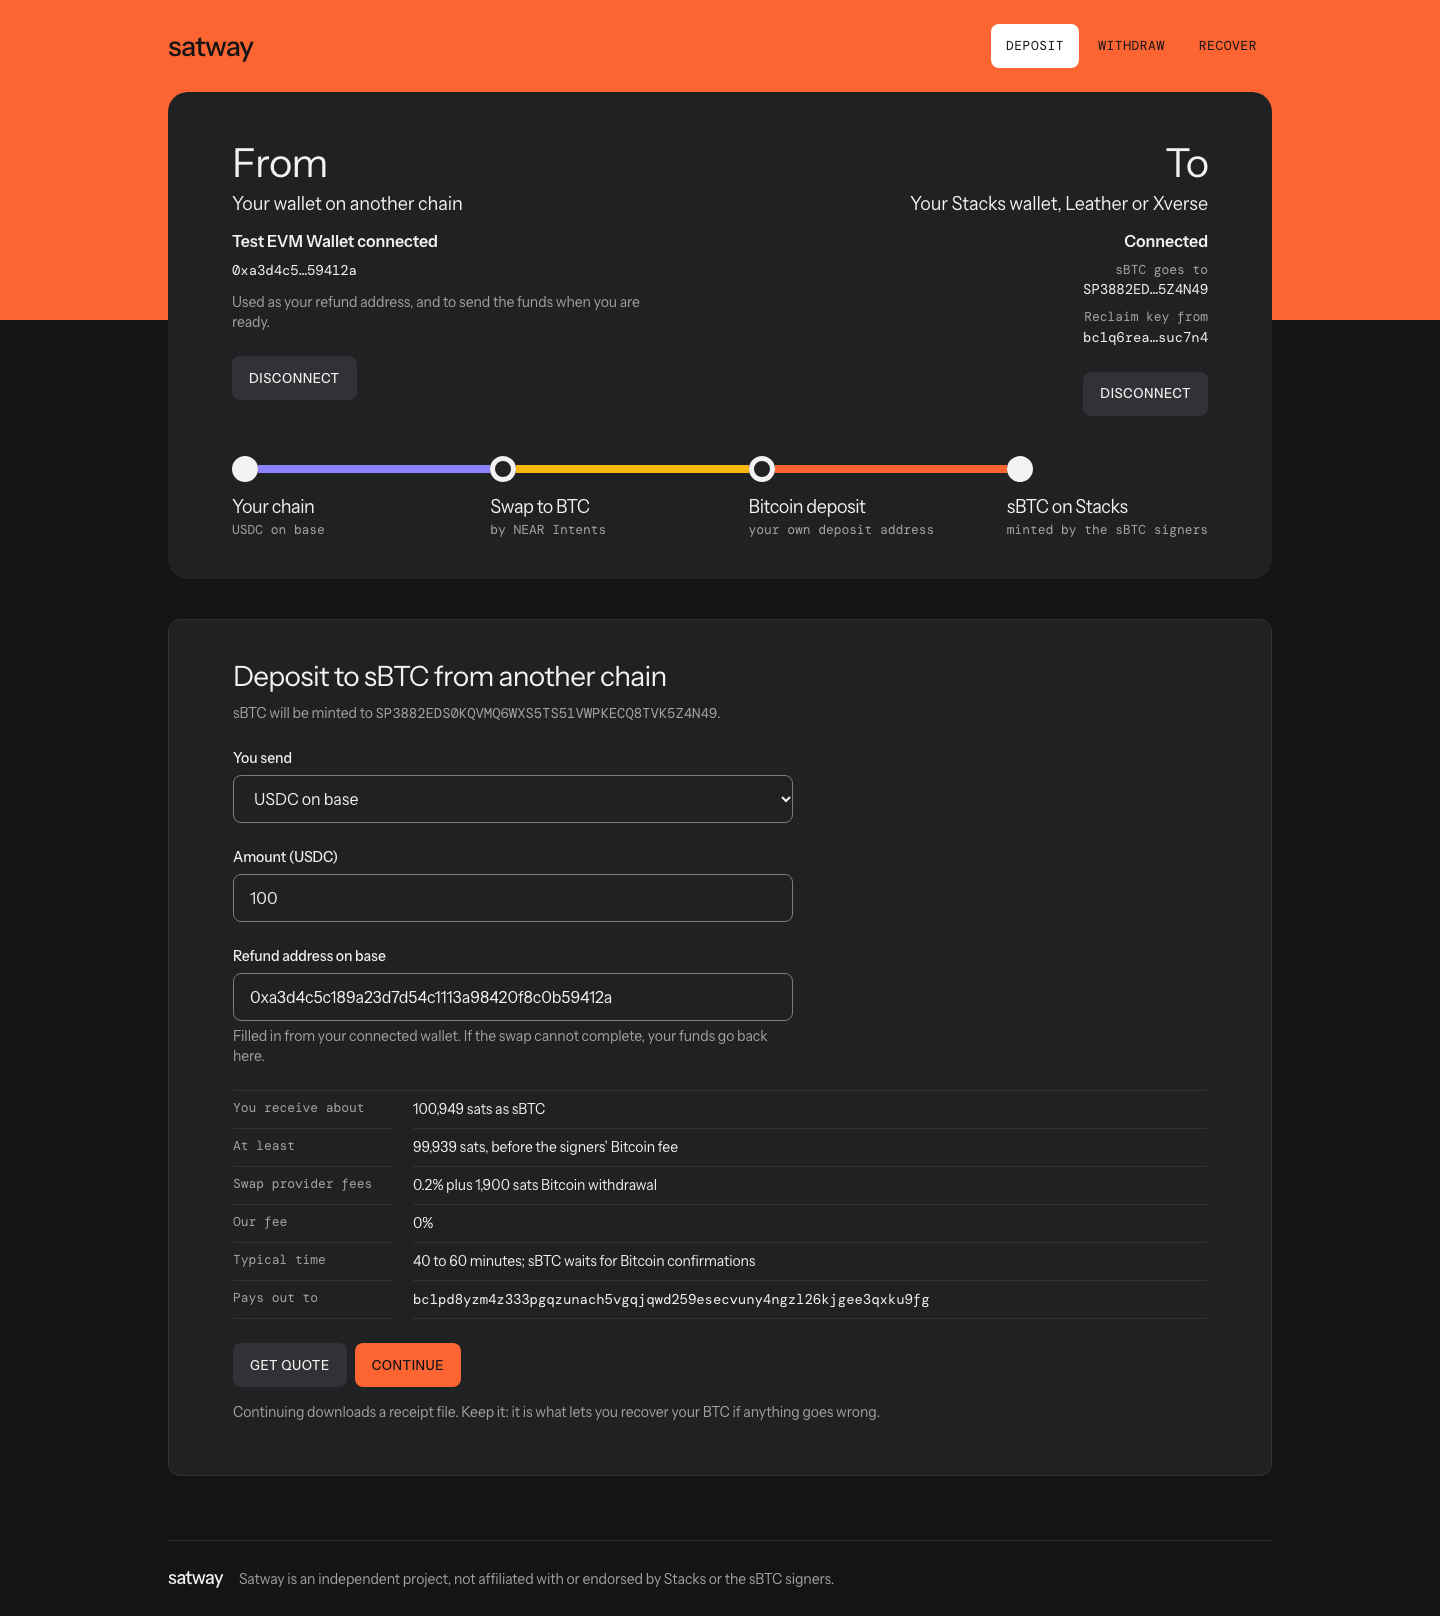 satway
DEPOSIT
WITHDRAW
RECOVER
From
Your wallet on another chain
Test EVM Wallet connected
0xa3d4c5…59412a
Used as your refund address, and to send the funds when you are
ready.
DISCONNECT
To
Your Stacks wallet, Leather or Xverse
Connected
sBTC goes to
SP3882ED…5Z4N49
Reclaim key from
bc1q6rea…suc7n4
DISCONNECT
Your chain
USDC on base
Swap to BTC
by NEAR Intents
Bitcoin deposit
your own deposit address
sBTC on Stacks
minted by the sBTC signers
Deposit to sBTC from another chain
sBTC will be minted to SP3882EDS0KQVMQ6WXS5TS51VWPKECQ8TVK5Z4N49.
You send
USDC on base
Amount (USDC)
100
Refund address on base
0xa3d4c5c189a23d7d54c1113a98420f8c0b59412a
Filled in from your connected wallet. If the swap cannot complete, your funds go back
here.
You receive about 100,949 sats as sBTC
At least 99,939 sats, before the signers’ Bitcoin fee
Swap provider fees 0.2% plus 1,900 sats Bitcoin withdrawal
Our fee 0%
Typical time 40 to 60 minutes; sBTC waits for Bitcoin confirmations
Pays out to bc1pd8yzm4z333pgqzunach5vgqjqwd259esecvuny4ngzl26kjgee3qxku9fg
GET QUOTE
CONTINUE
Continuing downloads a receipt file. Keep it: it is what lets you recover your BTC if anything goes wrong.
satway Satway is an independent project, not affiliated with or endorsed by Stacks or the sBTC signers.